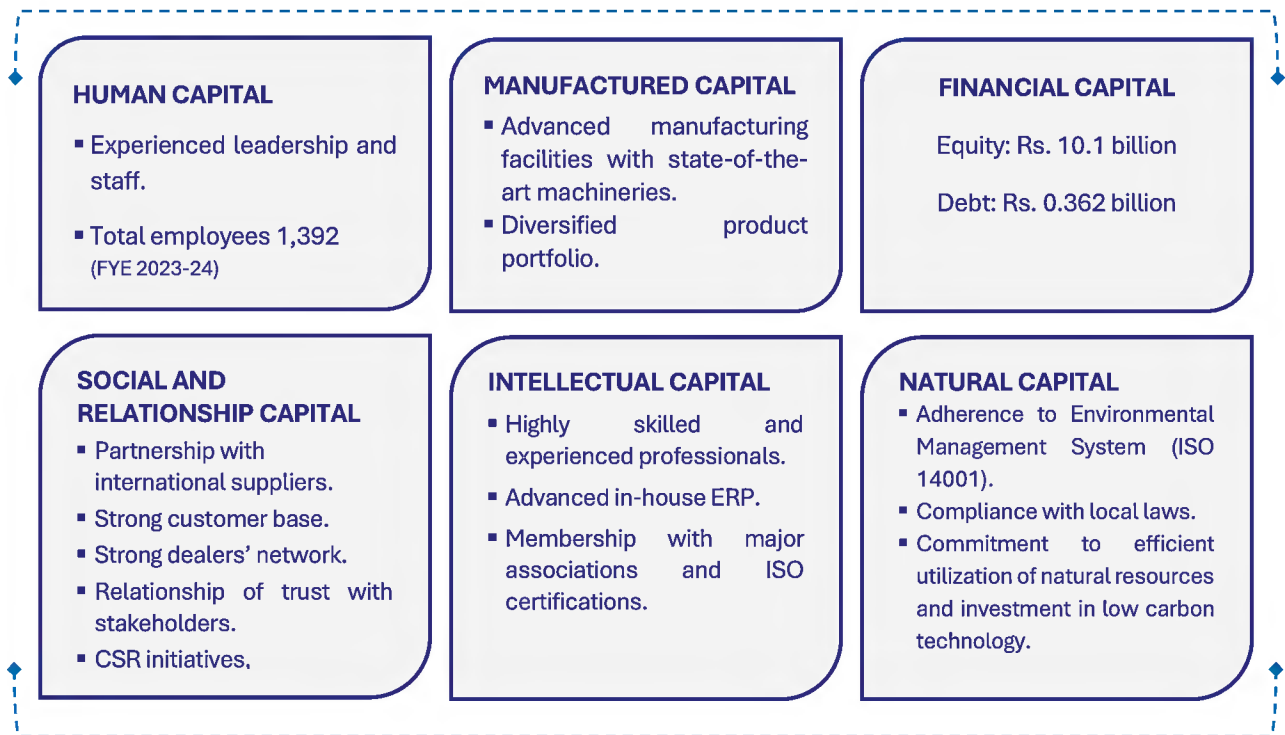 HUMAN CAPITAL
▪ Experienced leadership and
staff.
▪ Total employees 1,392
(FYE 2023-24)
MANUFACTURED CAPITAL
▪ Advanced manufacturing
facilities with state-of-the-
art machineries.
▪ Diversified product
portfolio.
FINANCIAL CAPITAL
Equity: Rs. 10.1 billion
Debt: Rs. 0.362 billion
SOCIAL AND
RELATIONSHIP CAPITAL
▪ Partnership with
international suppliers.
▪ Strong customer base.
▪ Strong dealers’ network.
▪ Relationship of trust with
stakeholders.
▪ CSR initiatives.
INTELLECTUAL CAPITAL
▪ Highly skilled and
experienced professionals.
▪ Advanced in-house ERP.
▪ Membership with major
associations and ISO
certifications.
NATURAL CAPITAL
▪ Adherence to Environmental
Management System (ISO
14001).
▪ Compliance with local laws.
▪ Commitment to efficient
utilization of natural resources
and investment in low carbon
technology.